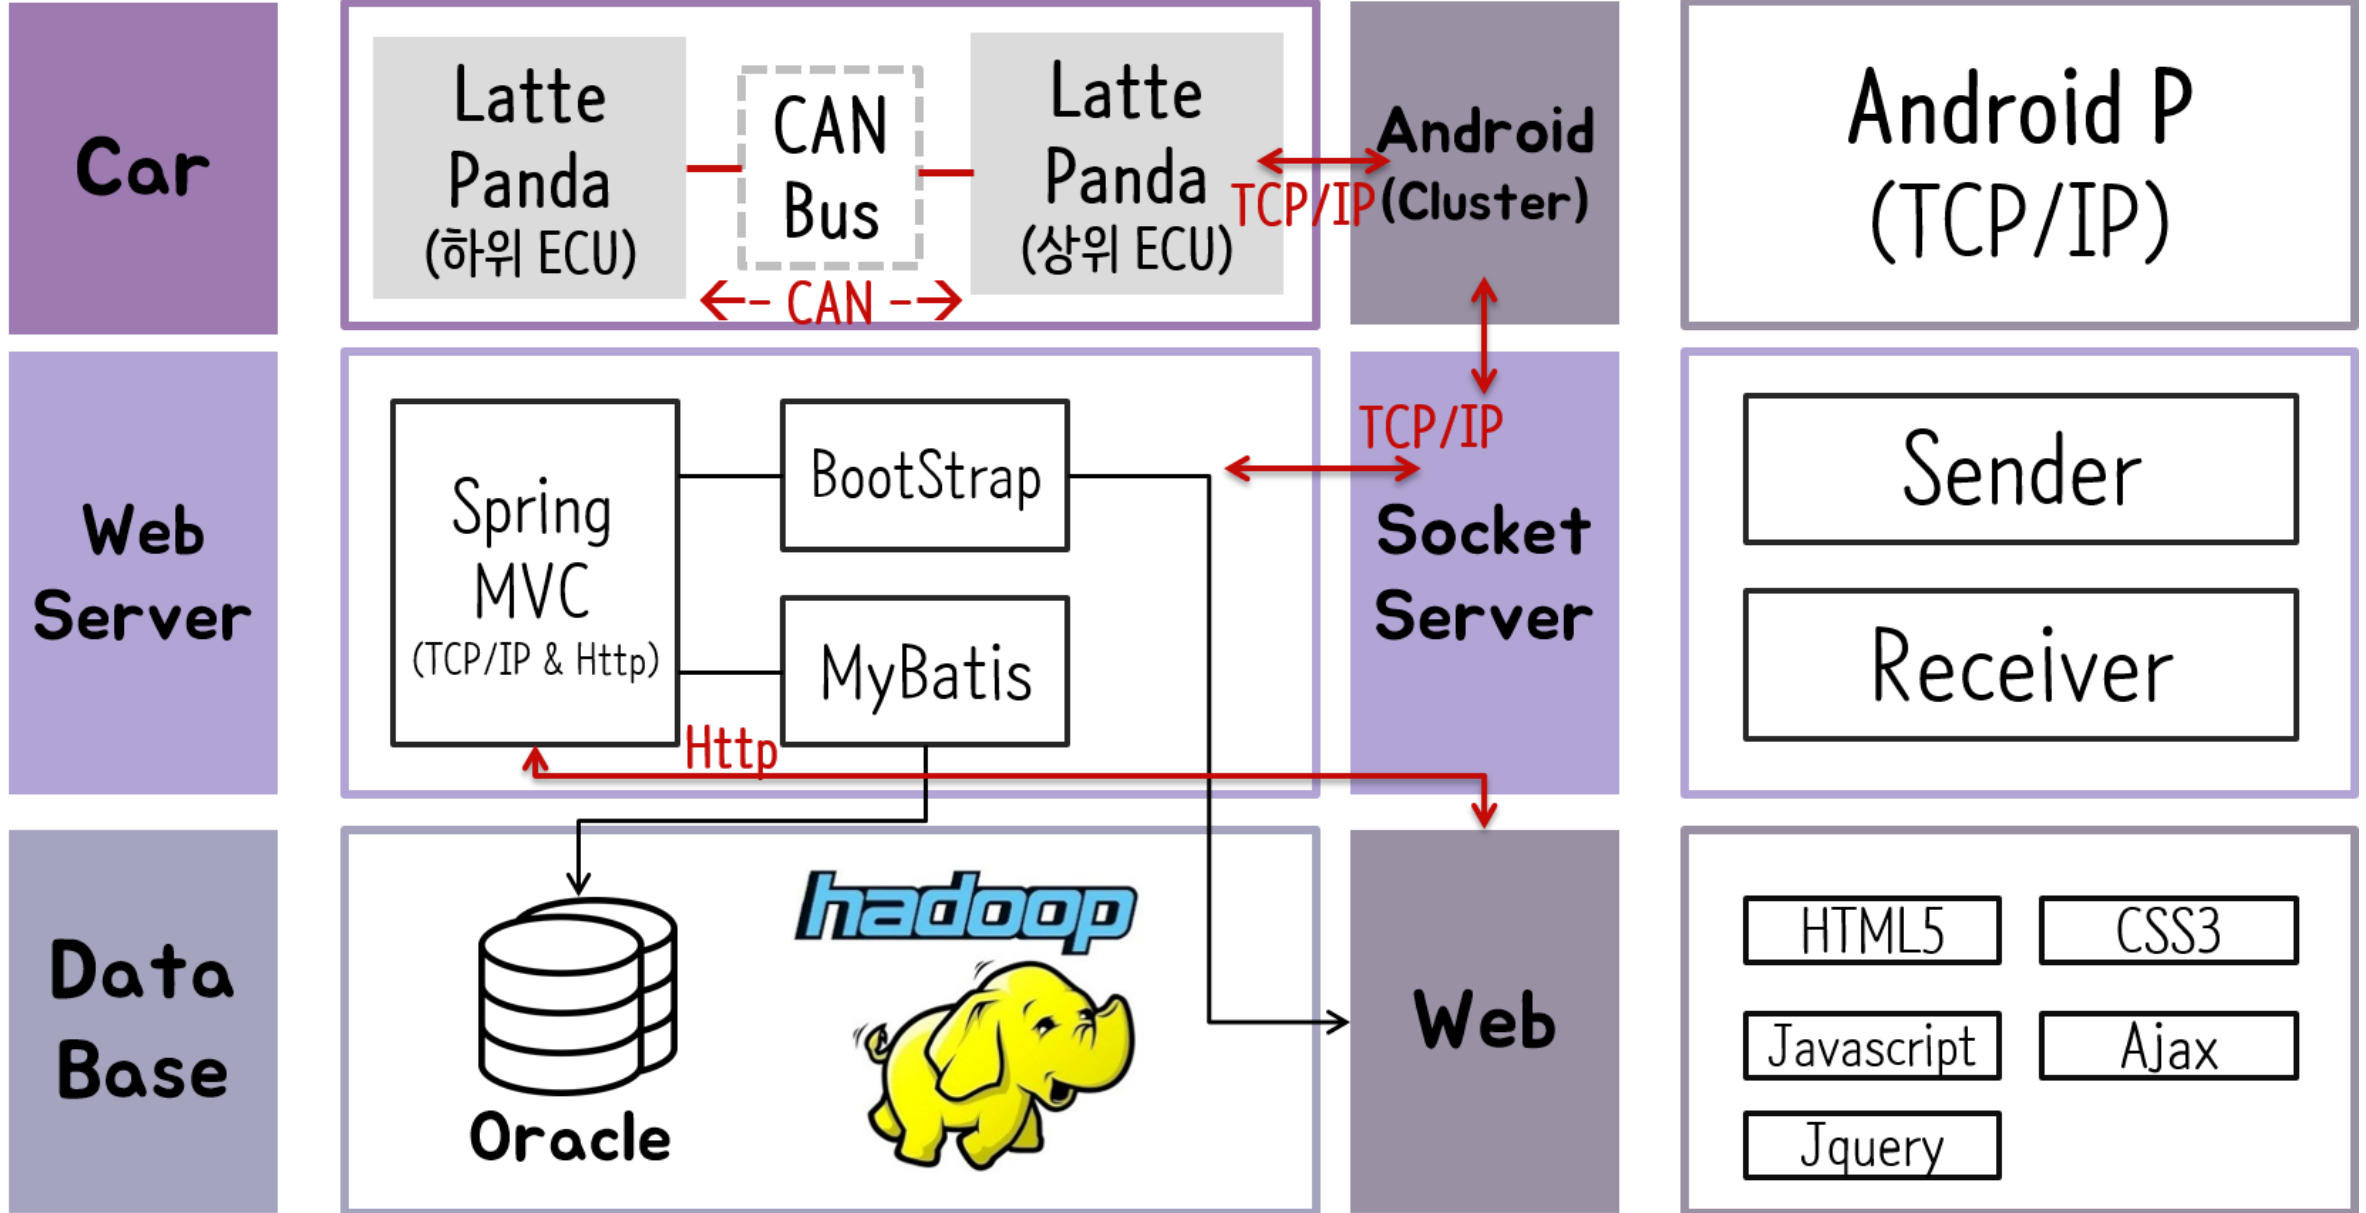 Car
Latte
Panda
(하위 ECU)
CAN
Bus
Latte
Panda
(상위 ECU)
<- - CAN - ->
TCP/IP
Android
(Cluster)
Android P
(TCP/IP)
Web
Server
Spring
MVC
(TCP/IP & Http)
BootStrap
MyBatis
Http
TCP/IP
Socket
Server
Sender
Receiver
Data
Base
Oracle
hadoop
Web
HTML5
CSS3
Javascript
Ajax
Jquery